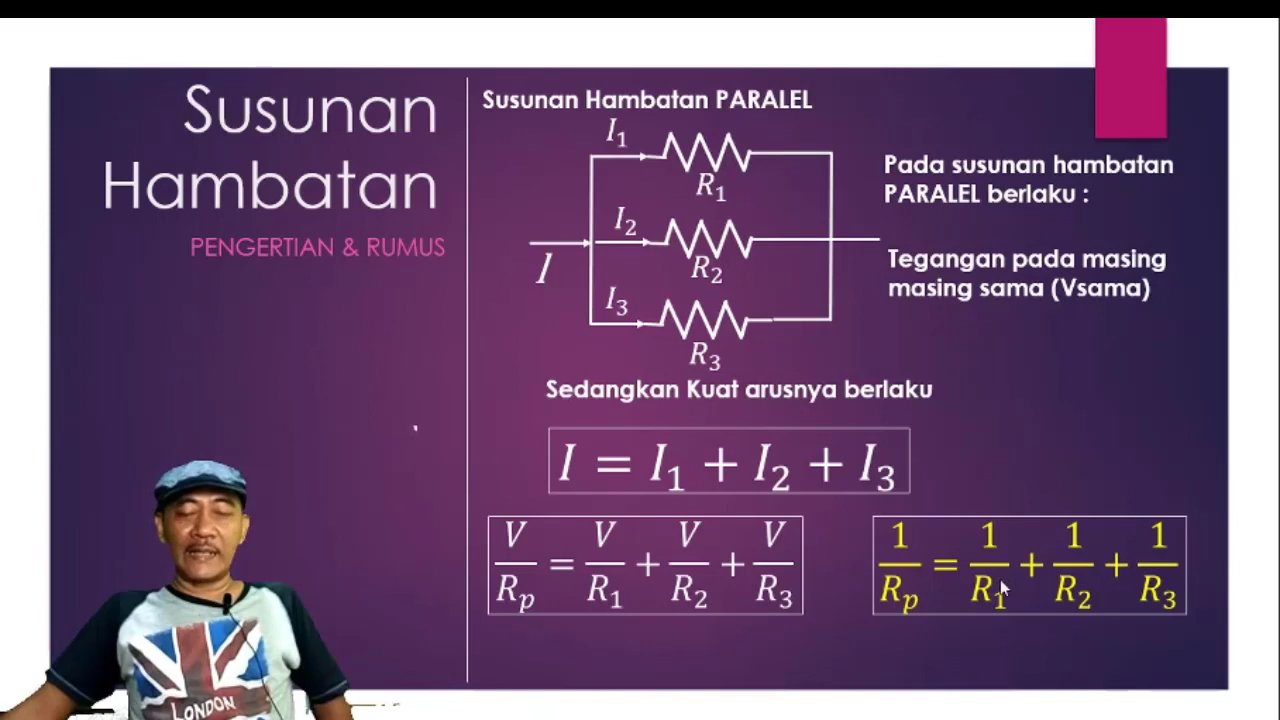 Susunan
Hambatan
PENGERTIAN & RUMUS
Susunan Hambatan PARALEL
I₁
R₁
I₂
R₂
I
I₃
R₃
Pada susunan hambatan
PARALEL berlaku :
Tegangan pada masing
masing sama (Vsama)
Sedangkan Kuat arusnya berlaku
I = I₁ + I₂ + I₃
V/Rₚ = V/R₁ + V/R₂ + V/R₃
1/Rₚ = 1/R₁ + 1/R₂ + 1/R₃
LONDON